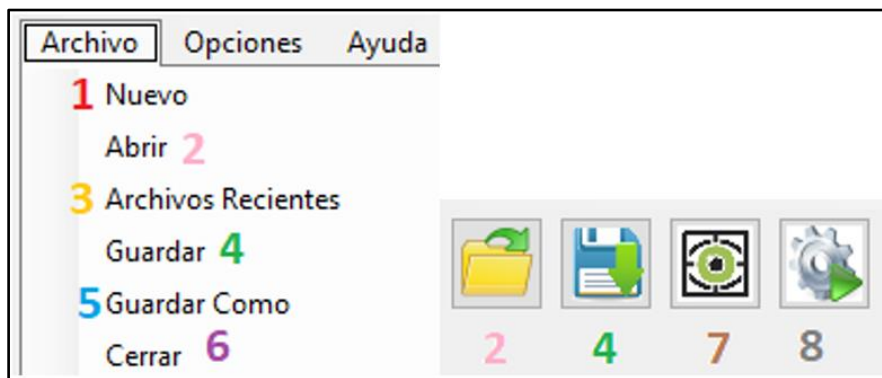 Archivo Opciones Ayuda
1 Nuevo
Abrir 2
3 Archivos Recientes
Guardar 4
5 Guardar Como
Cerrar 6
2 4 7 8